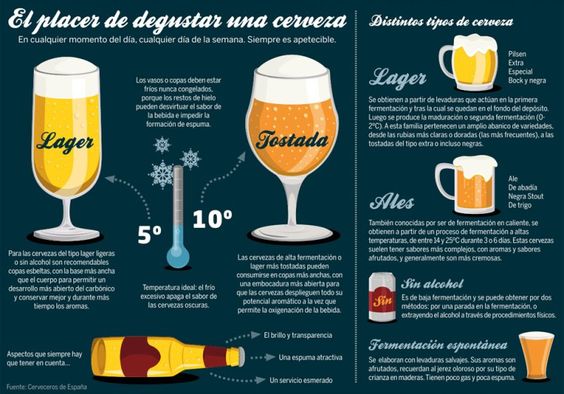 El placer de degustar una cerveza
En cualquier momento del día, cualquier día de la semana. Siempre es apetecible.
Los vasos o copas deben estar
fríos nunca congelados,
porque los restos de hielo
pueden desvirtuar el sabor de
la bebida e impedir la
formación de espuma.
Lager
Tostada
5º
10º
Para las cervezas del tipo lager ligeras
o sin alcohol son recomendables
copas esbeltas, con la base más ancha
que el cuerpo para permitir un
desarrollo más abierto del carbónico
y conservar mejor y durante más
tiempo los aromas.
Temperatura ideal: el frío
excesivo apaga el sabor de
las cervezas oscuras.
Las cervezas de alta fermentación o
lager más tostadas pueden
consumirse en copas más anchas, con
una embocadura más abierta para
que las cervezas desplieguen todo su
potencial aromático a la vez que
permite la oxigenación de la bebida.
Aspectos que siempre hay
que tener en cuenta...
El brillo y transparencia
Una espuma atractiva
Un servicio esmerado
Fuente: Cerveceros de España
Distintos tipos de cerveza
Lager
Pilsen
Extra
Especial
Bock y negra
Se obtienen a partir de levaduras que actúan en la primera
fermentación y tras la cual se quedan en el fondo del depósito.
Luego se produce la maduración o segunda fermentación (0-
2ºC). A esta familia pertenecen un amplio abanico de variedades,
desde las rubias más claras o doradas (las más frecuentes), a las
tostadas del tipo extra o incluso negras.
Ales
Ale
De abadía
Negra Stout
De trigo
También conocidas por ser de fermentación en caliente, se
obtienen a partir de un proceso de fermentación a altas
temperaturas, de entre 14 y 25ºC durante 3 o 6 días. Estas cervezas
suelen tener sabores más complejos, con aromas y sabores
afrutados, y generalmente son más cremosas.
Sin
Sin alcohol
Es de baja fermentación y se puede obtener por dos
métodos: por una parada en la fermentación, o
extrayendo el alcohol a través de procedimientos físicos.
Fermentación espontànea
Se elaboran con levaduras salvajes. Sus aromas son
afrutados, recuerdan al jerez oloroso por su tipo de
crianza en maderas. Tienen poco gas y poca espuma.